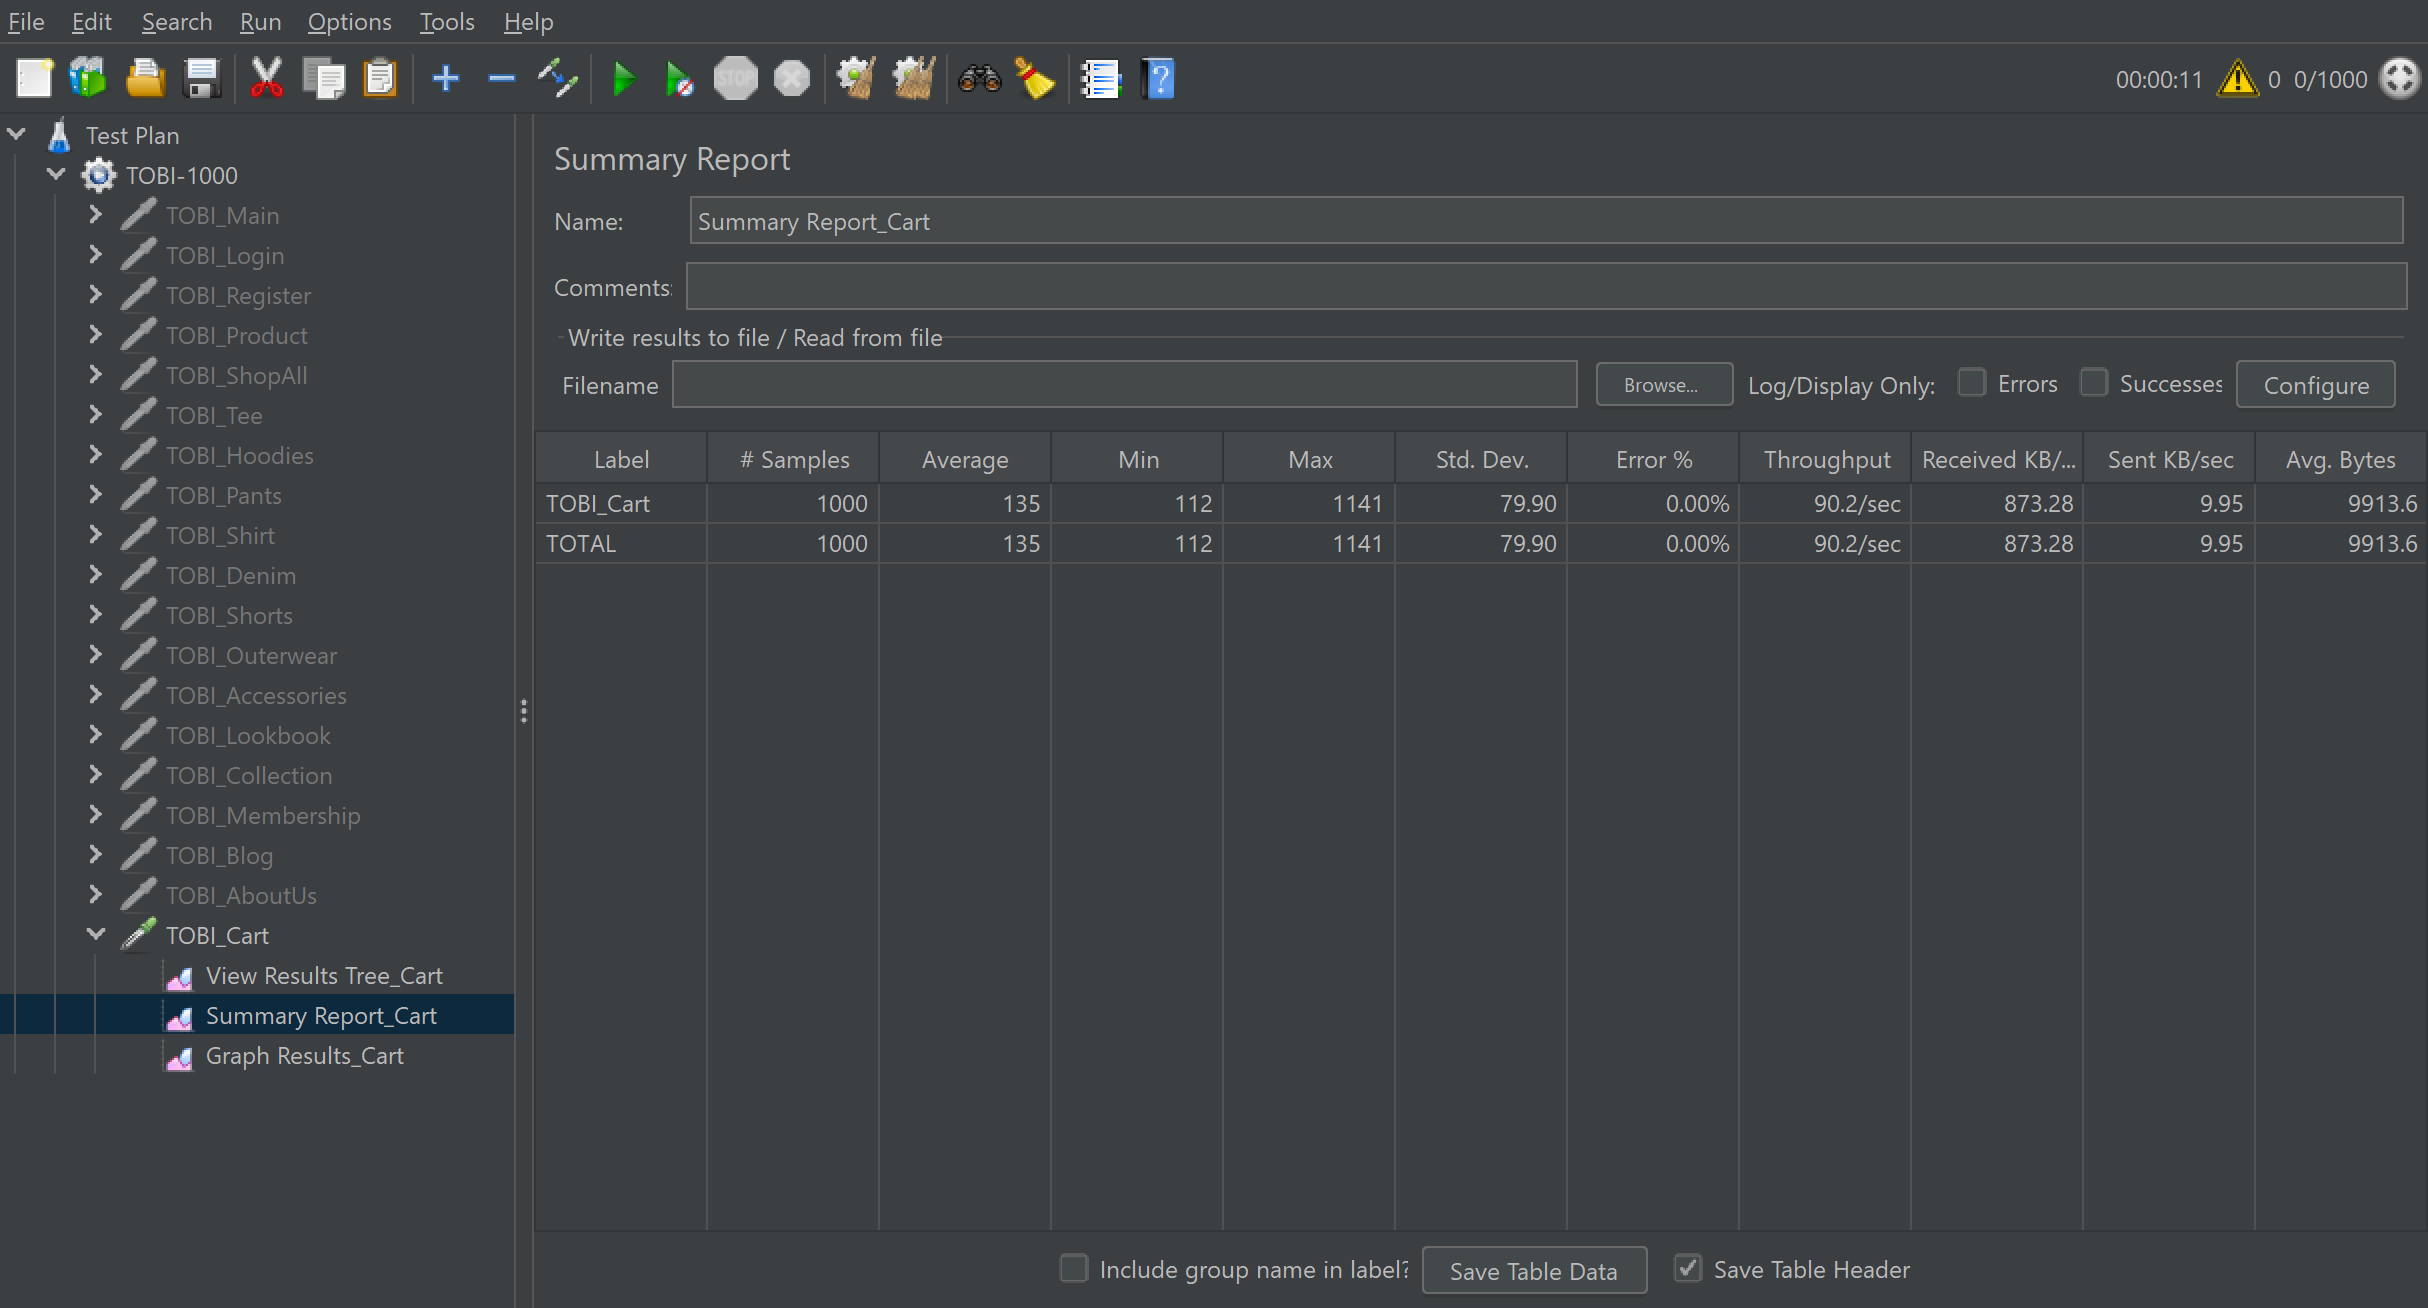 File Edit Search Run Options Tools Help
STOP 00:00:11 0 0/1000
Test Plan
TOBI-1000
TOBI_Main
TOBI_Login
TOBI_Register
TOBI_Product
TOBI_ShopAll
TOBI_Tee
TOBI_Hoodies
TOBI_Pants
TOBI_Shirt
TOBI_Denim
TOBI_Shorts
TOBI_Outerwear
TOBI_Accessories
TOBI_Lookbook
TOBI_Collection
TOBI_Membership
TOBI_Blog
TOBI_AboutUs
TOBI_Cart
View Results Tree_Cart
Summary Report_Cart
Graph Results_Cart
Summary Report
Name: Summary Report_Cart
Comments:
Write results to file / Read from file
Filename Browse... Log/Display Only: Errors Successes Configure
Label # Samples Average Min Max Std. Dev. Error % Throughput Received KB/... Sent KB/sec Avg. Bytes
TOBI_Cart 1000 135 112 1141 79.90 0.00% 90.2/sec 873.28 9.95 9913.6
TOTAL 1000 135 112 1141 79.90 0.00% 90.2/sec 873.28 9.95 9913.6
Include group name in label? Save Table Data Save Table Header